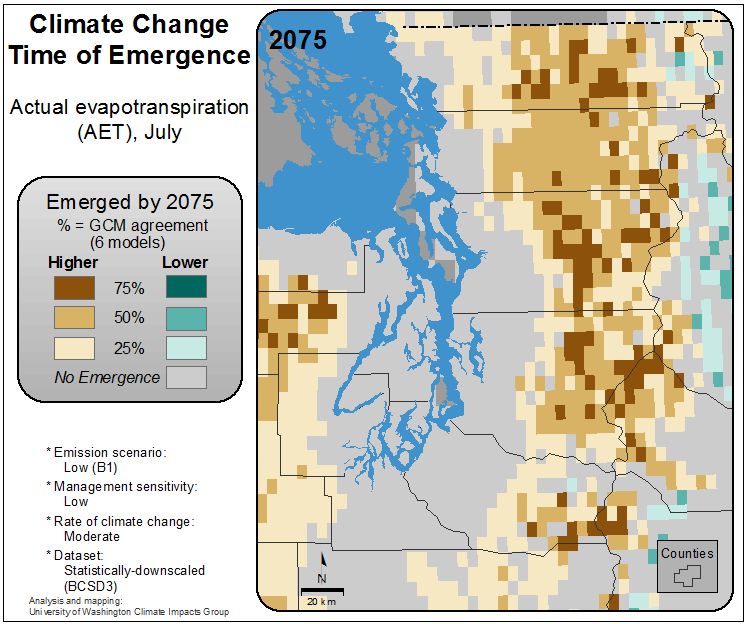 Climate Change
Time of Emergence
Actual evapotranspiration
(AET), July
Emerged by 2075
% = GCM agreement
(6 models)
Higher Lower
75%
50%
25%
No Emergence
* Emission scenario:
Low (B1)
* Management sensitivity:
Low
* Rate of climate change:
Moderate
* Dataset:
Statistically-downscaled
(BCSD3)
Analysis and mapping:
University of Washington Climate Impacts Group
2075
N
20 km
Counties